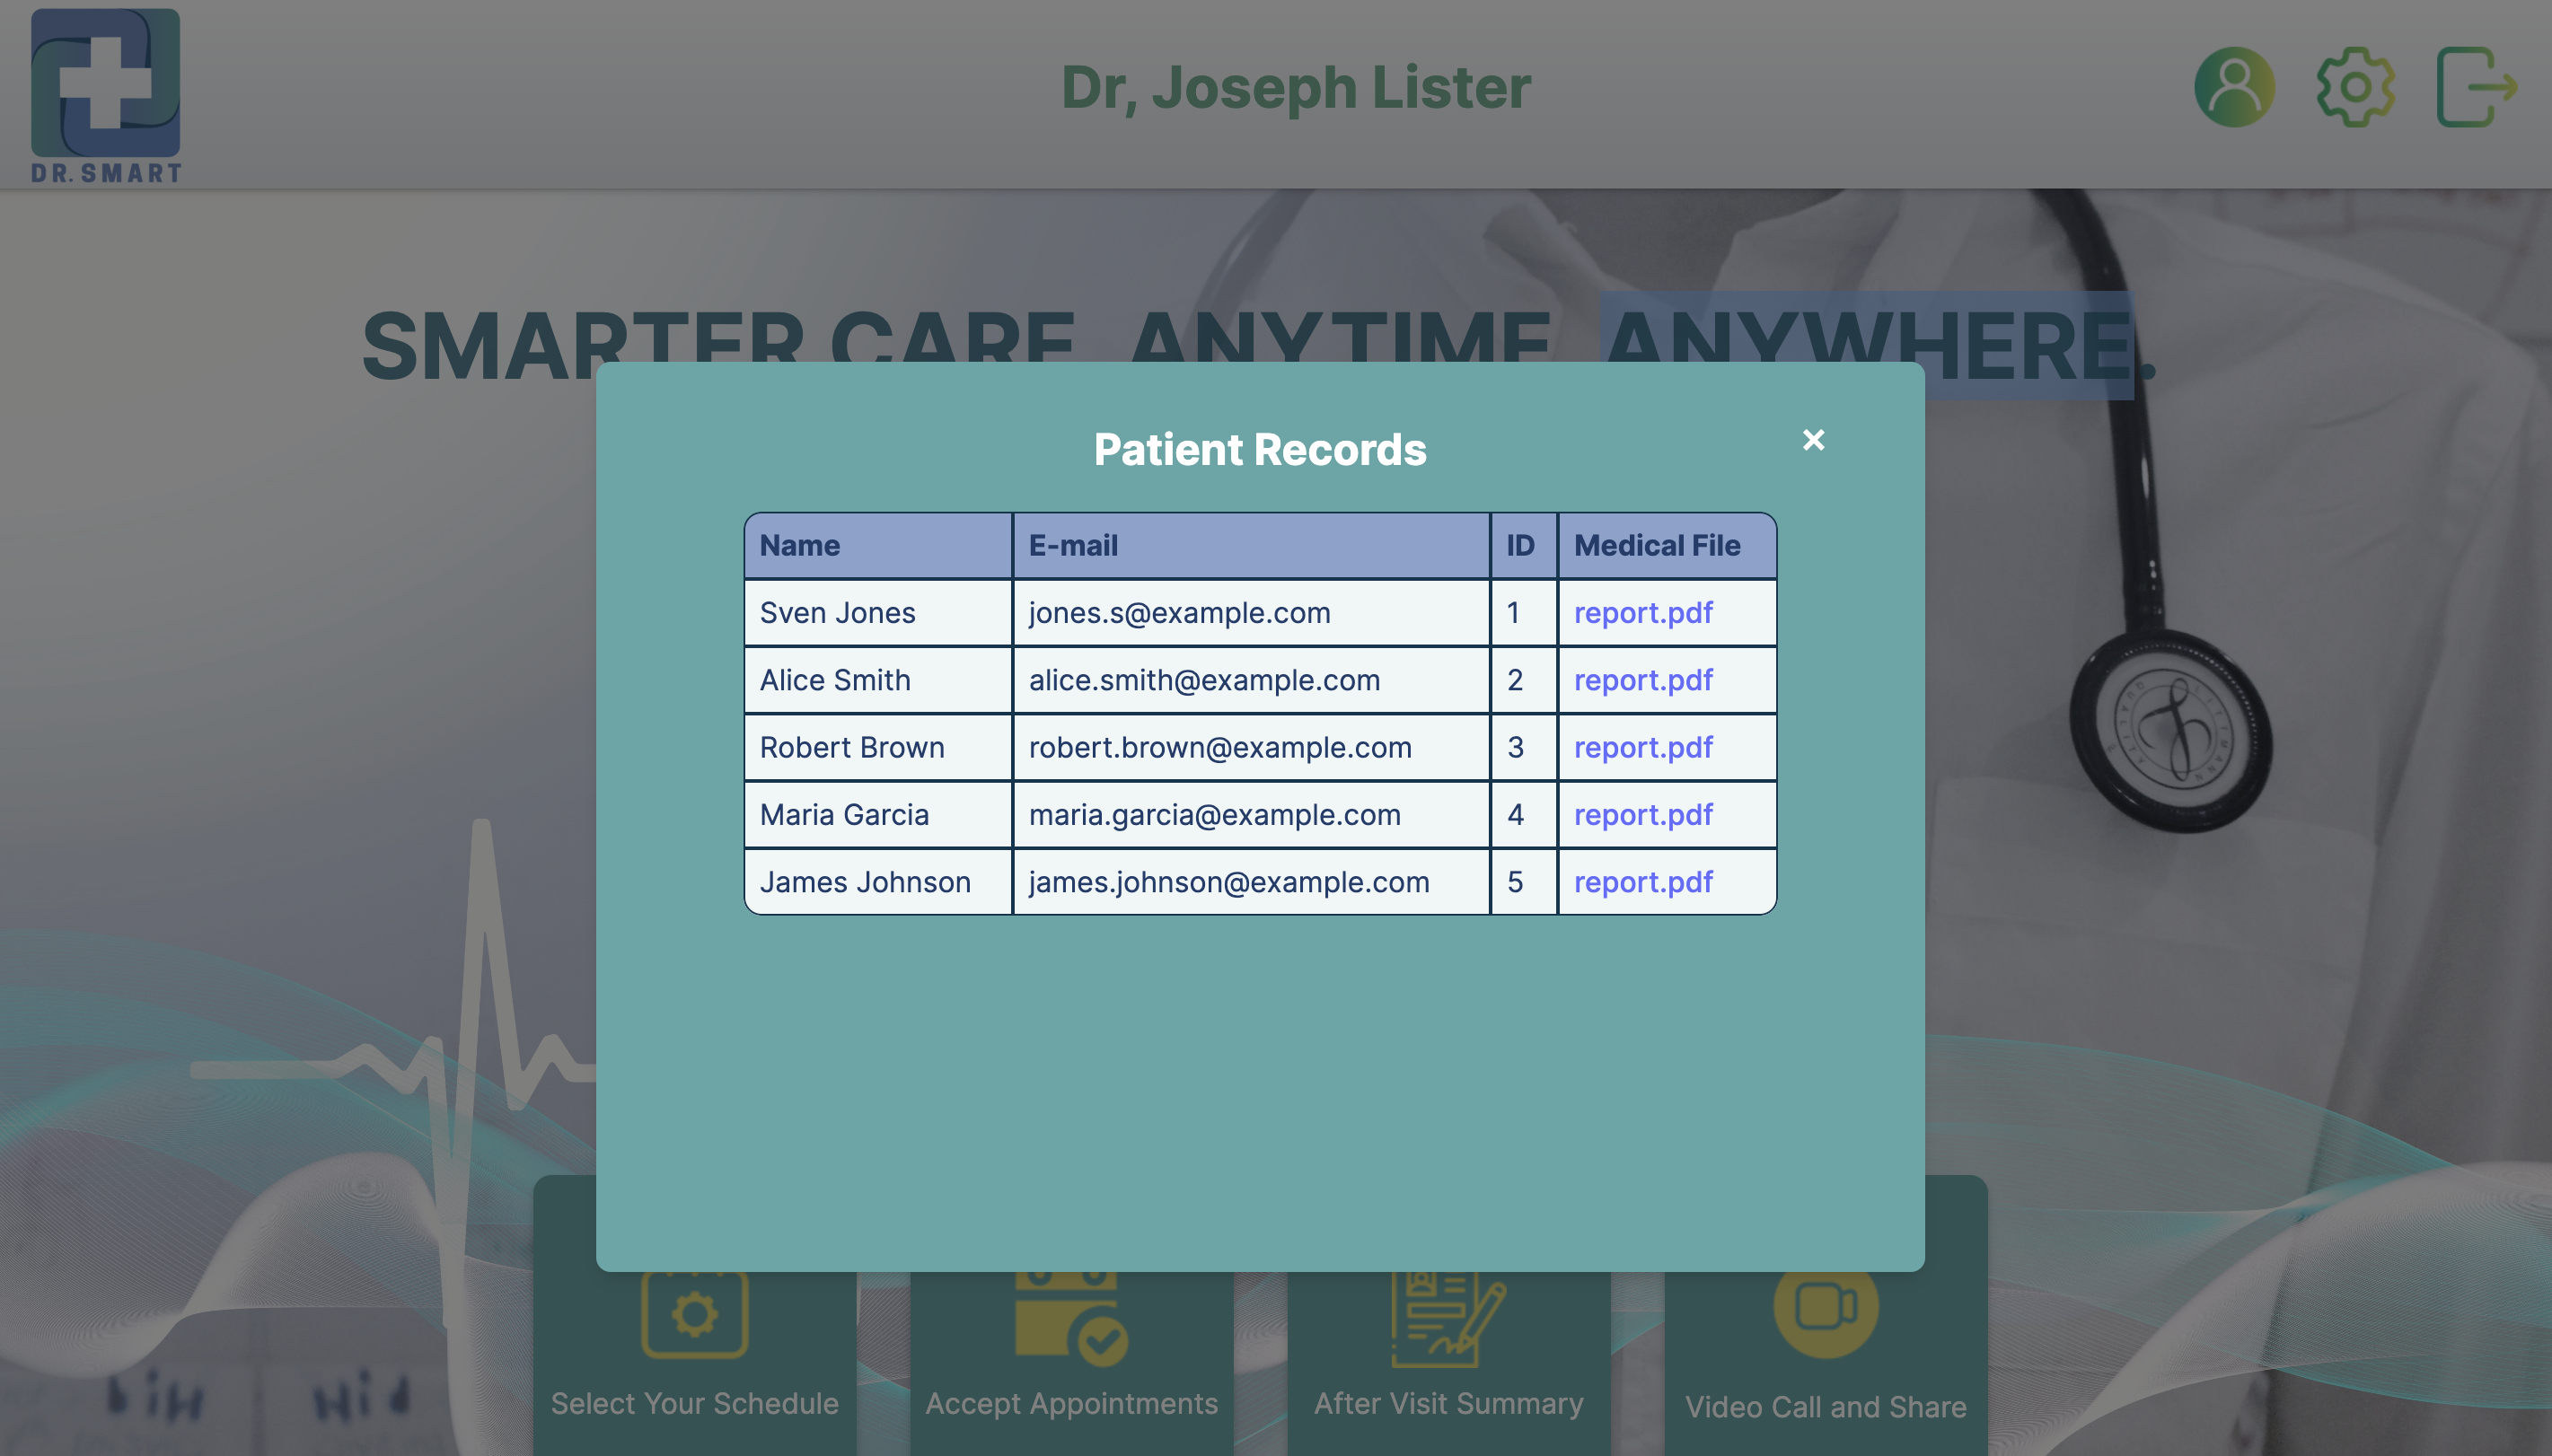 DR. SMART
Dr, Joseph Lister
SMARTER CARE, ANYTIME, ANYWHERE.
Patient Records
×
Name E-mail ID Medical File
Sven Jones jones.s@example.com 1 report.pdf
Alice Smith alice.smith@example.com 2 report.pdf
Robert Brown robert.brown@example.com 3 report.pdf
Maria Garcia maria.garcia@example.com 4 report.pdf
James Johnson james.johnson@example.com 5 report.pdf
Select Your Schedule
Accept Appointments
After Visit Summary
Video Call and Share